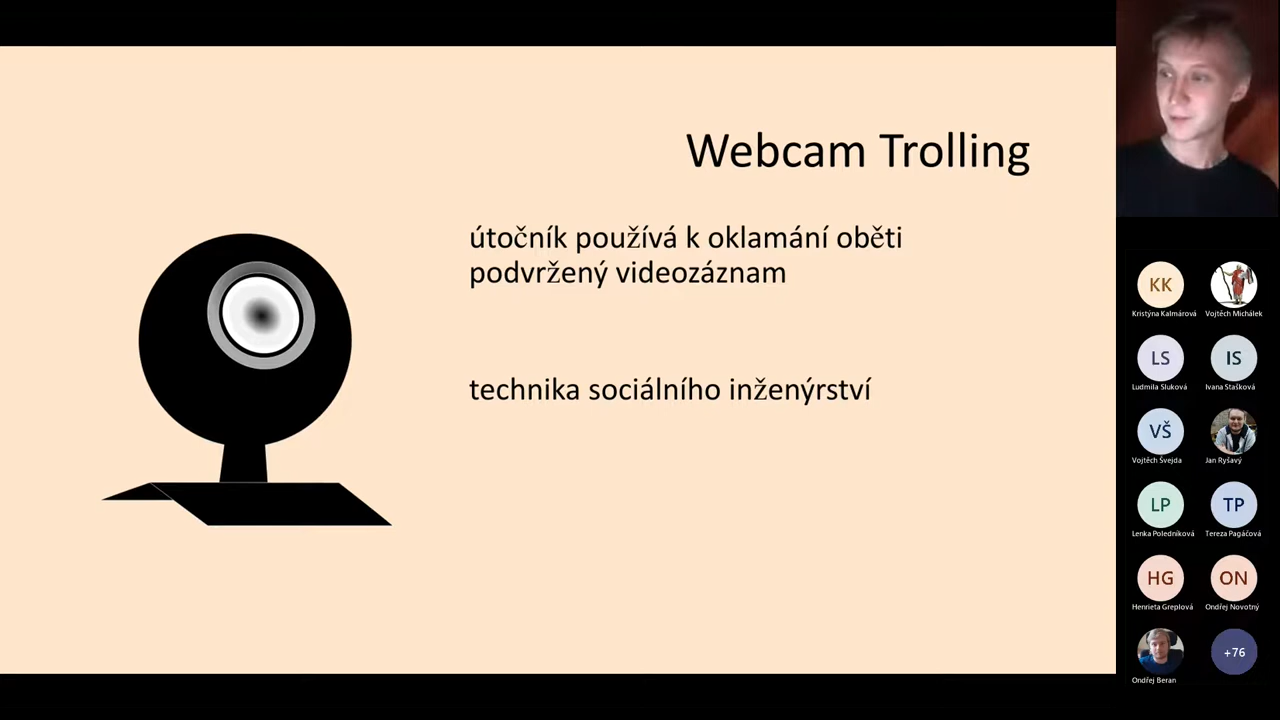 Webcam Trolling
útočník používá k oklamání oběti
podvržený videozáznam
technika sociálního inženýrství
KK
Kristýna Kalmárová
Vojtěch Michálek
LS
IS
Ludmila Sluková
Ivana Stašková
VŠ
Vojtěch Švejda
Jan Ryšavý
LP
TP
Lenka Poledníková
Tereza Pagáčová
HG
ON
Henrieta Greplová
Ondřej Novotný
+76
Ondřej Beran